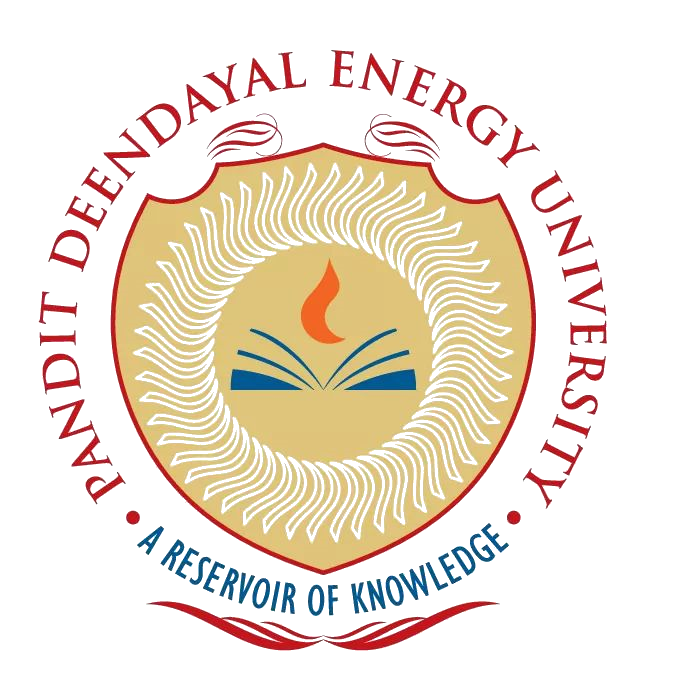 PANDIT DEENDAYAL ENERGY UNIVERSITY
A RESERVOIR OF KNOWLEDGE